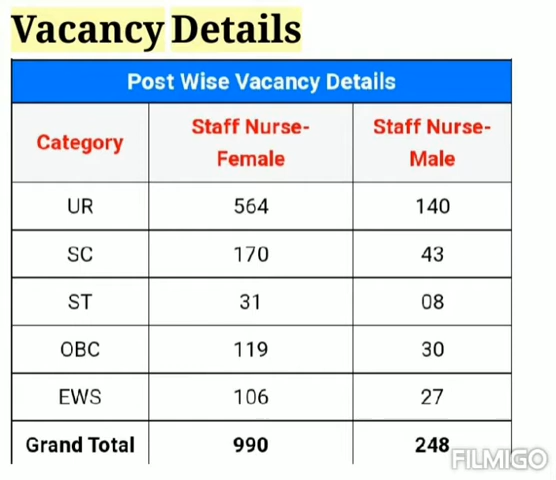 Vacancy Details
Post Wise Vacancy Details
Category Staff Nurse-Female Staff Nurse-Male
UR 564 140
SC 170 43
ST 31 08
OBC 119 30
EWS 106 27
Grand Total 990 248
FILMIGO